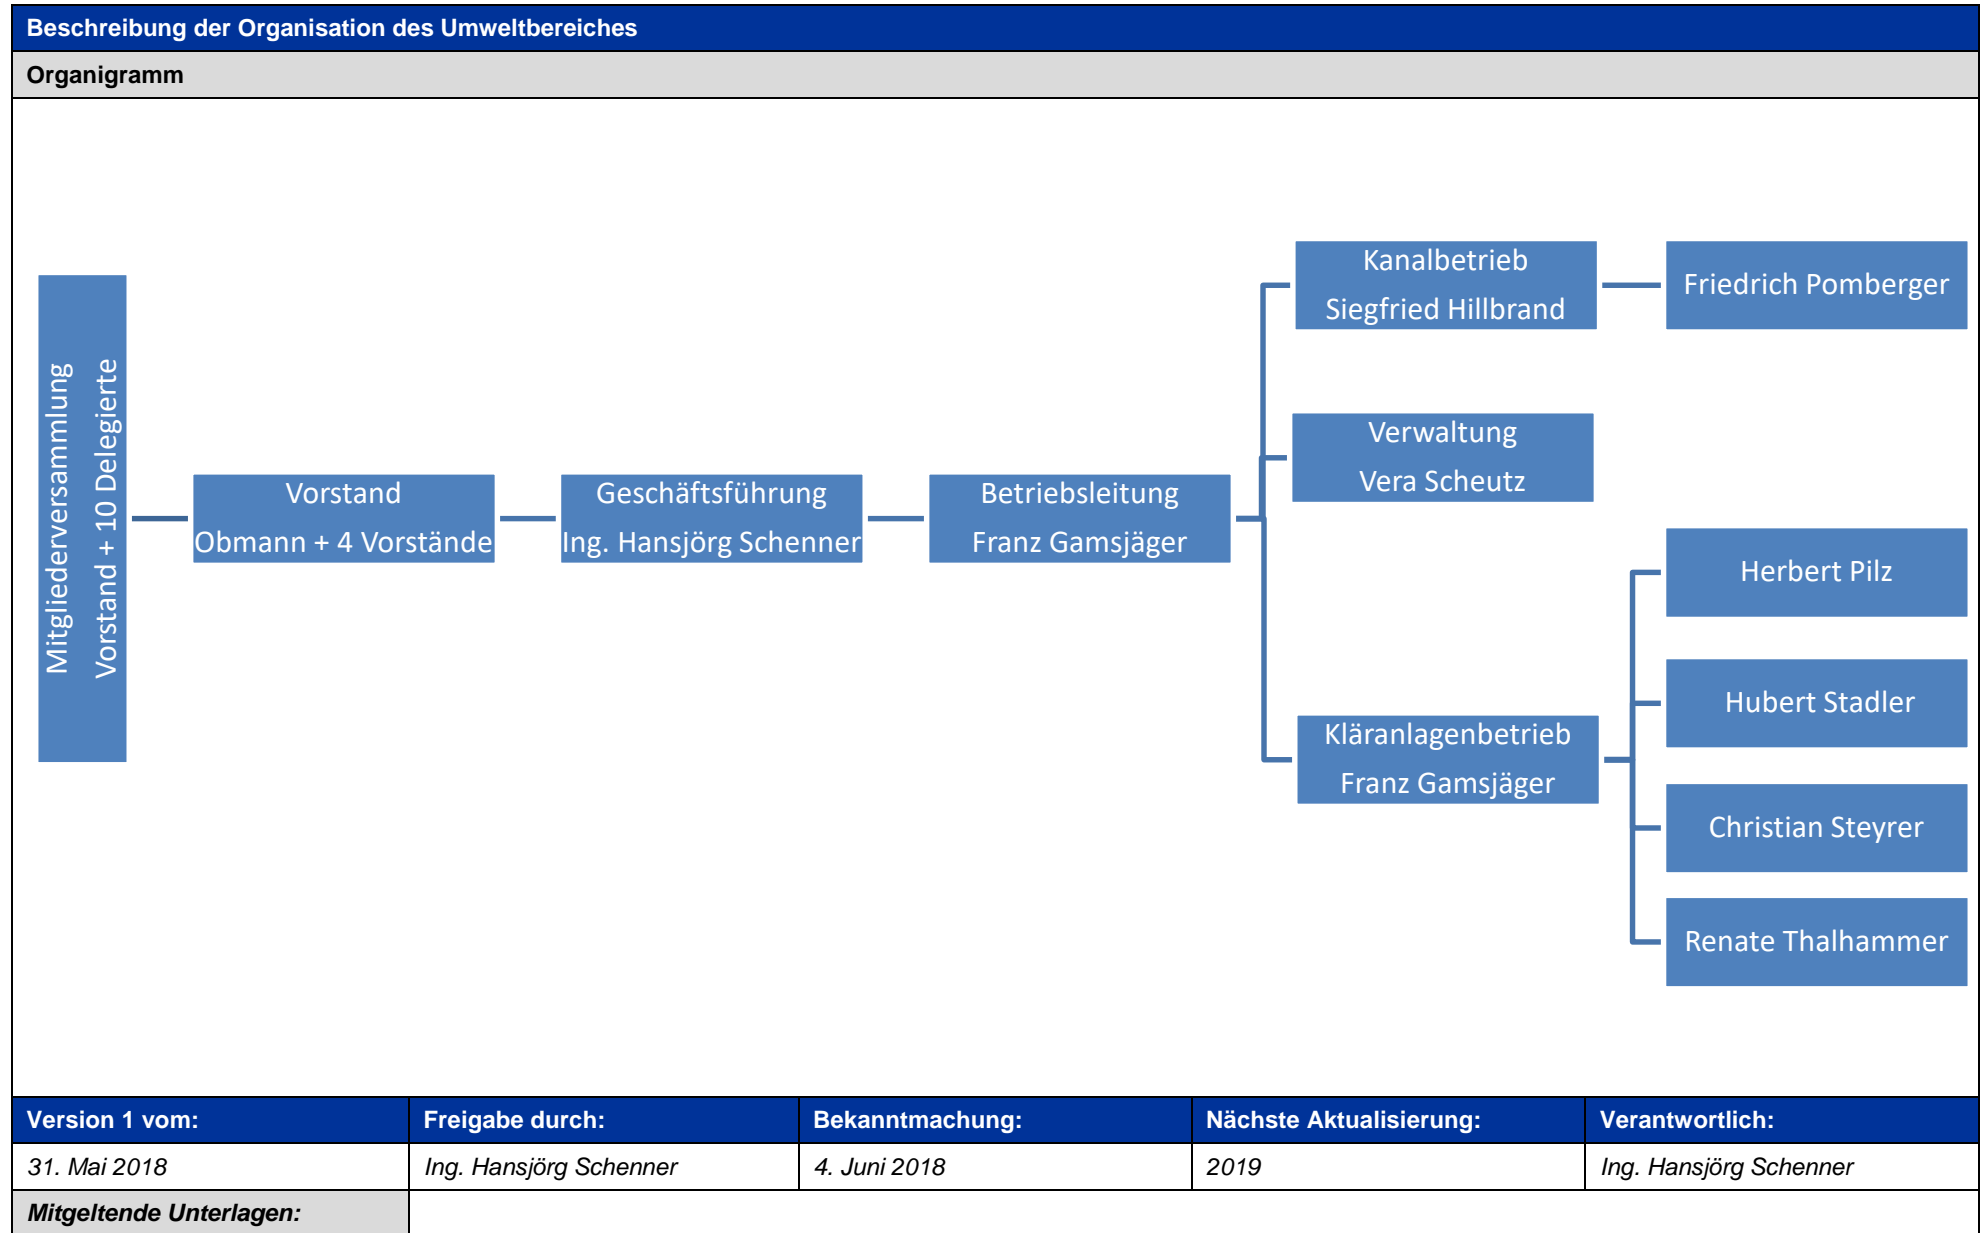 Beschreibung der Organisation des Umweltbereiches
Organigramm
Mitgliederversammlung
Vorstand + 10 Delegierte
Vorstand
Obmann + 4 Vorstände
Geschäftsführung
Ing. Hansjörg Schenner
Betriebsleitung
Franz Gamsjäger
Kanalbetrieb
Siegfried Hillbrand
Friedrich Pomberger
Verwaltung
Vera Scheutz
Kläranlagenbetrieb
Franz Gamsjäger
Herbert Pilz
Hubert Stadler
Christian Steyrer
Renate Thalhammer
Version 1 vom: Freigabe durch: Bekanntmachung: Nächste Aktualisierung: Verantwortlich:
31. Mai 2018 Ing. Hansjörg Schenner 4. Juni 2018 2019 Ing. Hansjörg Schenner
Mitgeltende Unterlagen: